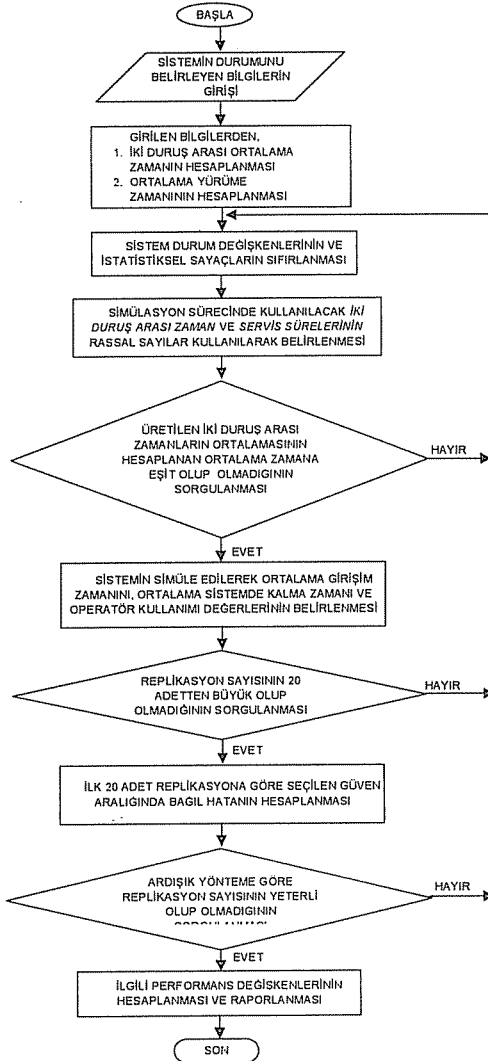 BAŞLA
SİSTEMİN DURUMUNU
BELİRLEYEN BİLGİLERİN
GİRİŞİ
GİRİLEN BİLGİLERDEN,
1. İKİ DURUŞ ARASI ORTALAMA
ZAMANIN HESAPLANMASI
2. ORTALAMA YÜRÜME
ZAMANININ HESAPLANMASI
SİSTEM DURUM DEĞİŞKENLERİNİN VE
İSTATİSTİKSEL SAYAÇLARIN SIFIRLANMASI
SİMÜLASYON SÜRECİNDE KULLANILACAK İKİ
DURUŞ ARASI ZAMAN VE SERVİS SÜRELERİNİN
RASSAL SAYILAR KULLANILARAK BELİRLENMESİ
ÜRETİLEN İKİ DURUŞ ARASI
ZAMANLARIN ORTALAMASININ
HESAPLANAN ORTALAMA ZAMANA
EŞİT OLUP OLMADIGININ
SORGULANMASI
HAYIR
EVET
SİSTEMİN SİMÜLE EDİLEREK ORTALAMA GİRİŞİM
ZAMANINI, ORTALAMA SİSTEMDE KALMA ZAMANI VE
OPERATÖR KULLANIMI DEĞERLERİNİN BELİRLENMESİ
REPLİKASYON SAYISININ 20
ADETTEN BÜYÜK OLUP
OLMADIĞININ SORGULANMASI
HAYIR
EVET
İLK 20 ADET REPLİKASYONA GÖRE SEÇİLEN GÜVEN
ARALIĞINDA BAĞIL HATANIN HESAPLANMASI
ARDIŞIK YÖNTEME GÖRE
REPLİKASYON SAYISININ YETERLİ
OLUP OLMADIGININ
HAYIR
EVET
İLGİLİ PERFORMANS DEĞİSKENLERİNİN
HESAPLANMASI VE RAPORLANMASI
SON